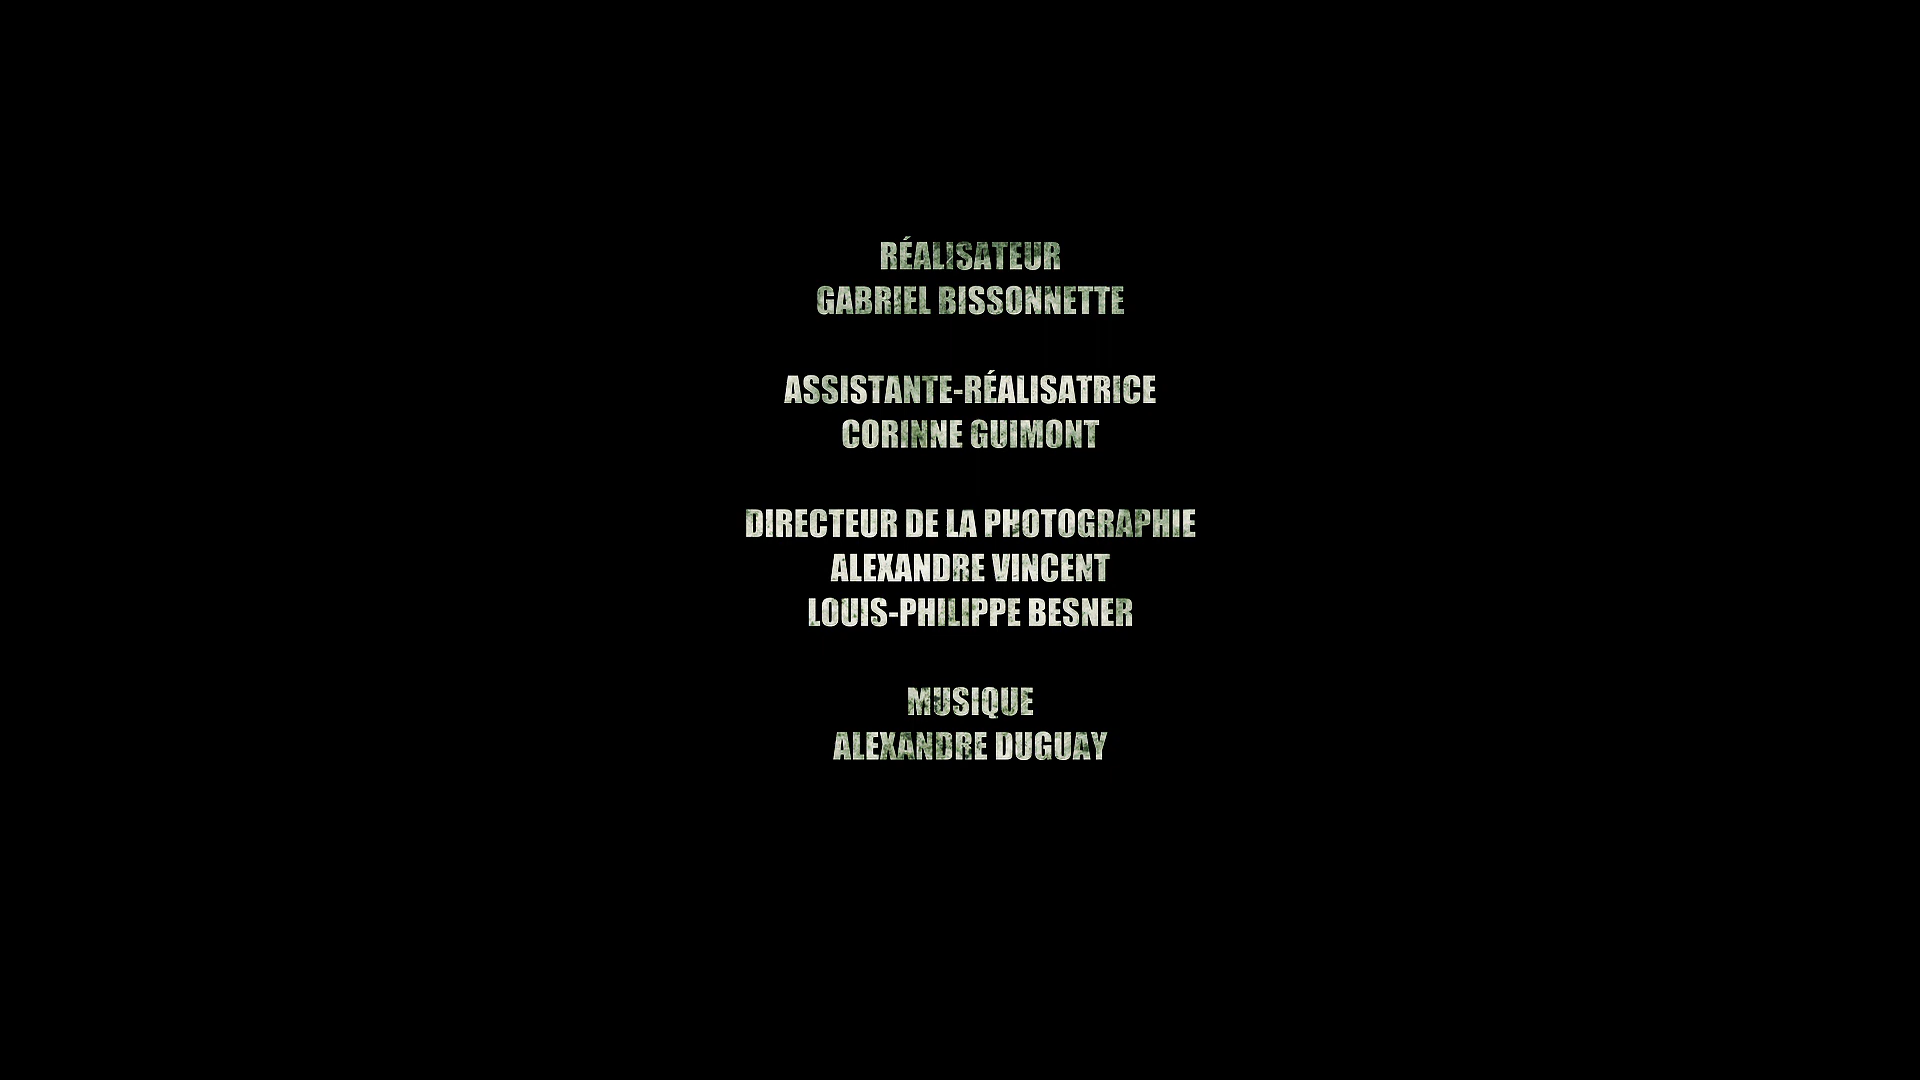 RÉALISATEUR
GABRIEL BISSONNETTE
ASSISTANTE-RÉALISATRICE
CORINNE GUIMONT
DIRECTEUR DE LA PHOTOGRAPHIE
ALEXANDRE VINCENT
LOUIS-PHILIPPE BESNER
MUSIQUE
ALEXANDRE DUGUAY